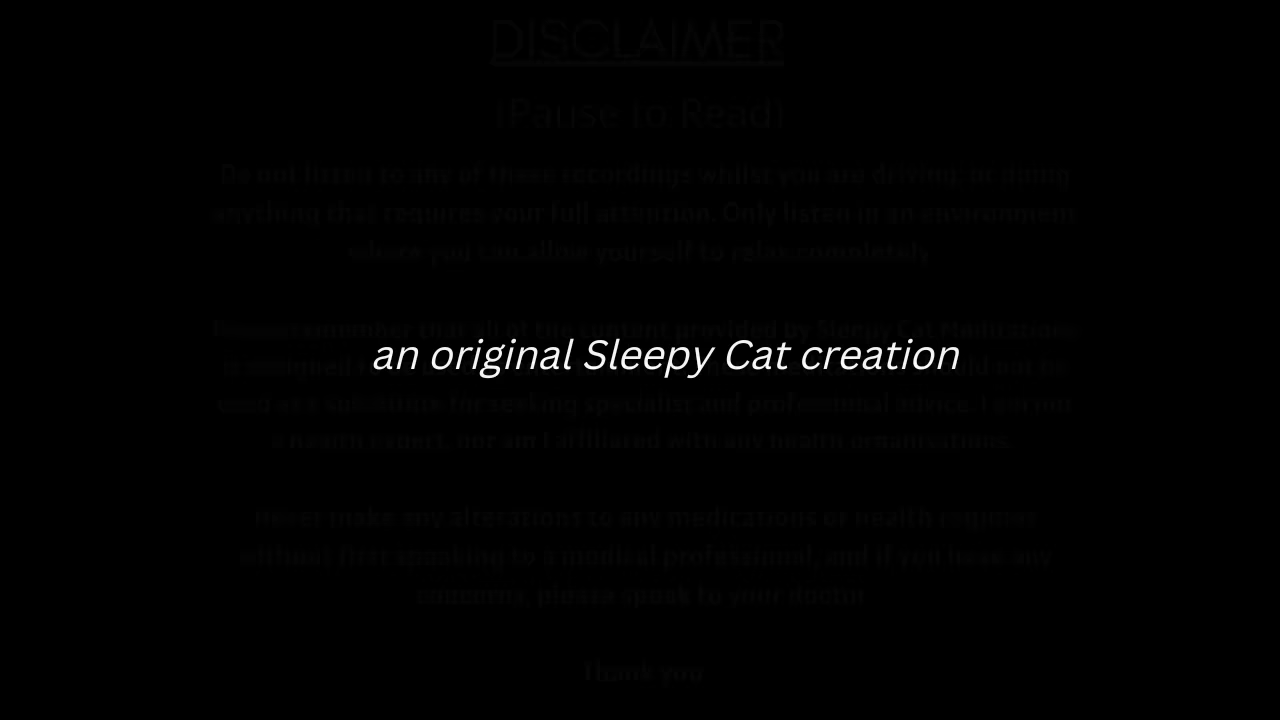 DISCLAIMER
(Pause to Read)
Do not listen to any of these recordings whilst you are driving, or doing
anything that requires your full attention. Only listen in an environment
where you can allow yourself to relax completely
remember that all of the content provided by Sleepy Cat Meditations
an original Sleepy Cat creation
substitute for seeking specialist and professional advice. I am not
a health expert, nor am I affiliated with any health organisations.
Never make any alterations to any medications or health regimes
without first speaking to a medical professional, and if you have any
concerns, please speak to your doctor
Thank you